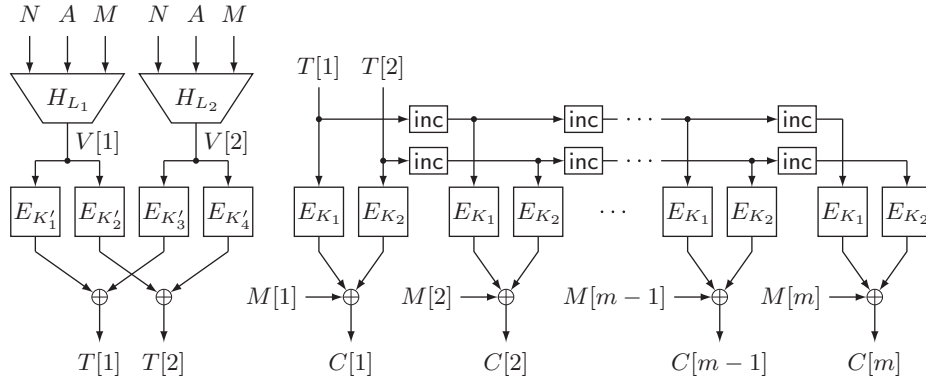 N A M N A M
T[1] T[2]
H_{L_1} H_{L_2}
inc inc · · · inc
V[1] V[2]
inc inc · · · inc
E_{K'_1} E_{K'_2} E_{K'_3} E_{K'_4} E_{K_1} E_{K_2} E_{K_1} E_{K_2} · · · E_{K_1} E_{K_2} E_{K_1} E_{K_2}
M[1] M[2] M[m − 1] M[m]
T[1] T[2] C[1] C[2] C[m − 1] C[m]